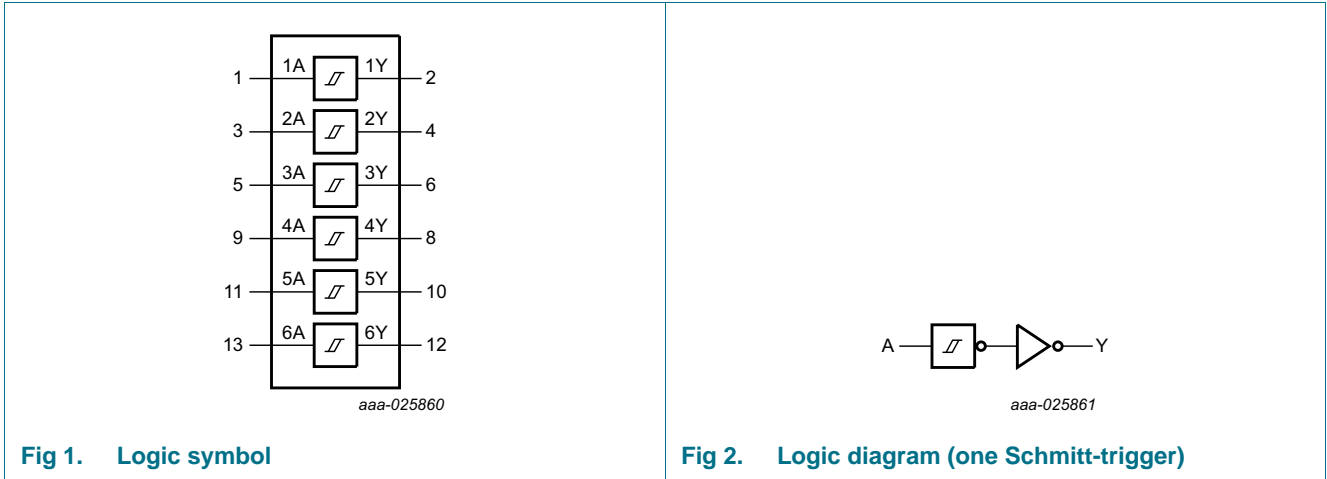 1 1A 1Y 2
3 2A 2Y 4
5 3A 3Y 6
9 4A 4Y 8
11 5A 5Y 10
13 6A 6Y 12
aaa-025860
Fig 1. Logic symbol
A Y
aaa-025861
Fig 2. Logic diagram (one Schmitt-trigger)